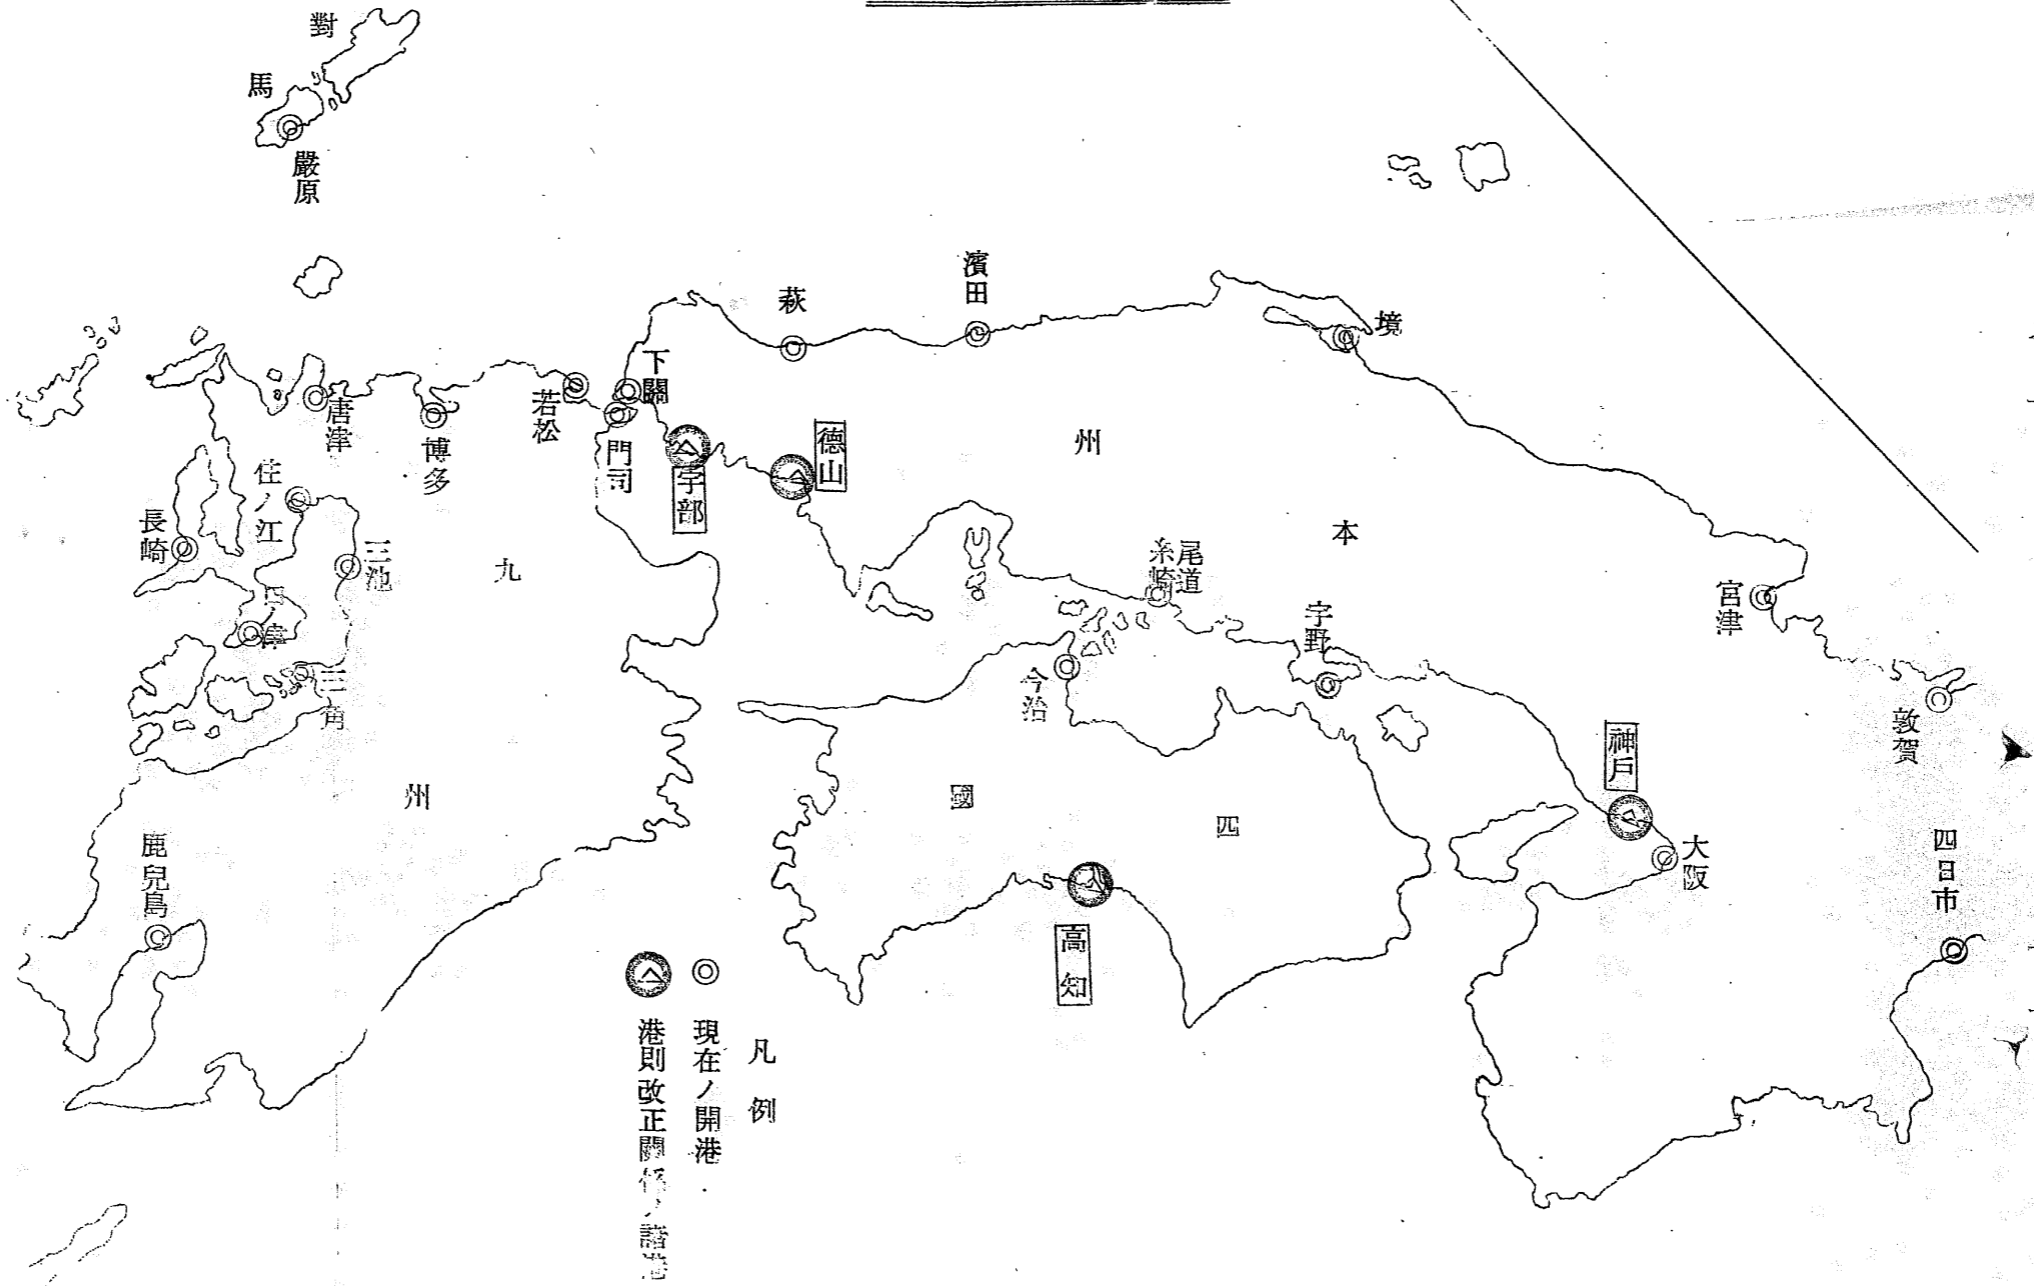 對馬
嚴原
萩
濱田
境
下關
若松
門司
宇部
德山
唐津
博多
住ノ江
長崎
三池
口ノ津
三角
鹿兒島
九州
本州
尾道
糸崎
宇野
今治
四國
高知
宮津
敦賀
神戶
大阪
四日市
凡例
現在ノ開港
港則改正關係ノ諸港